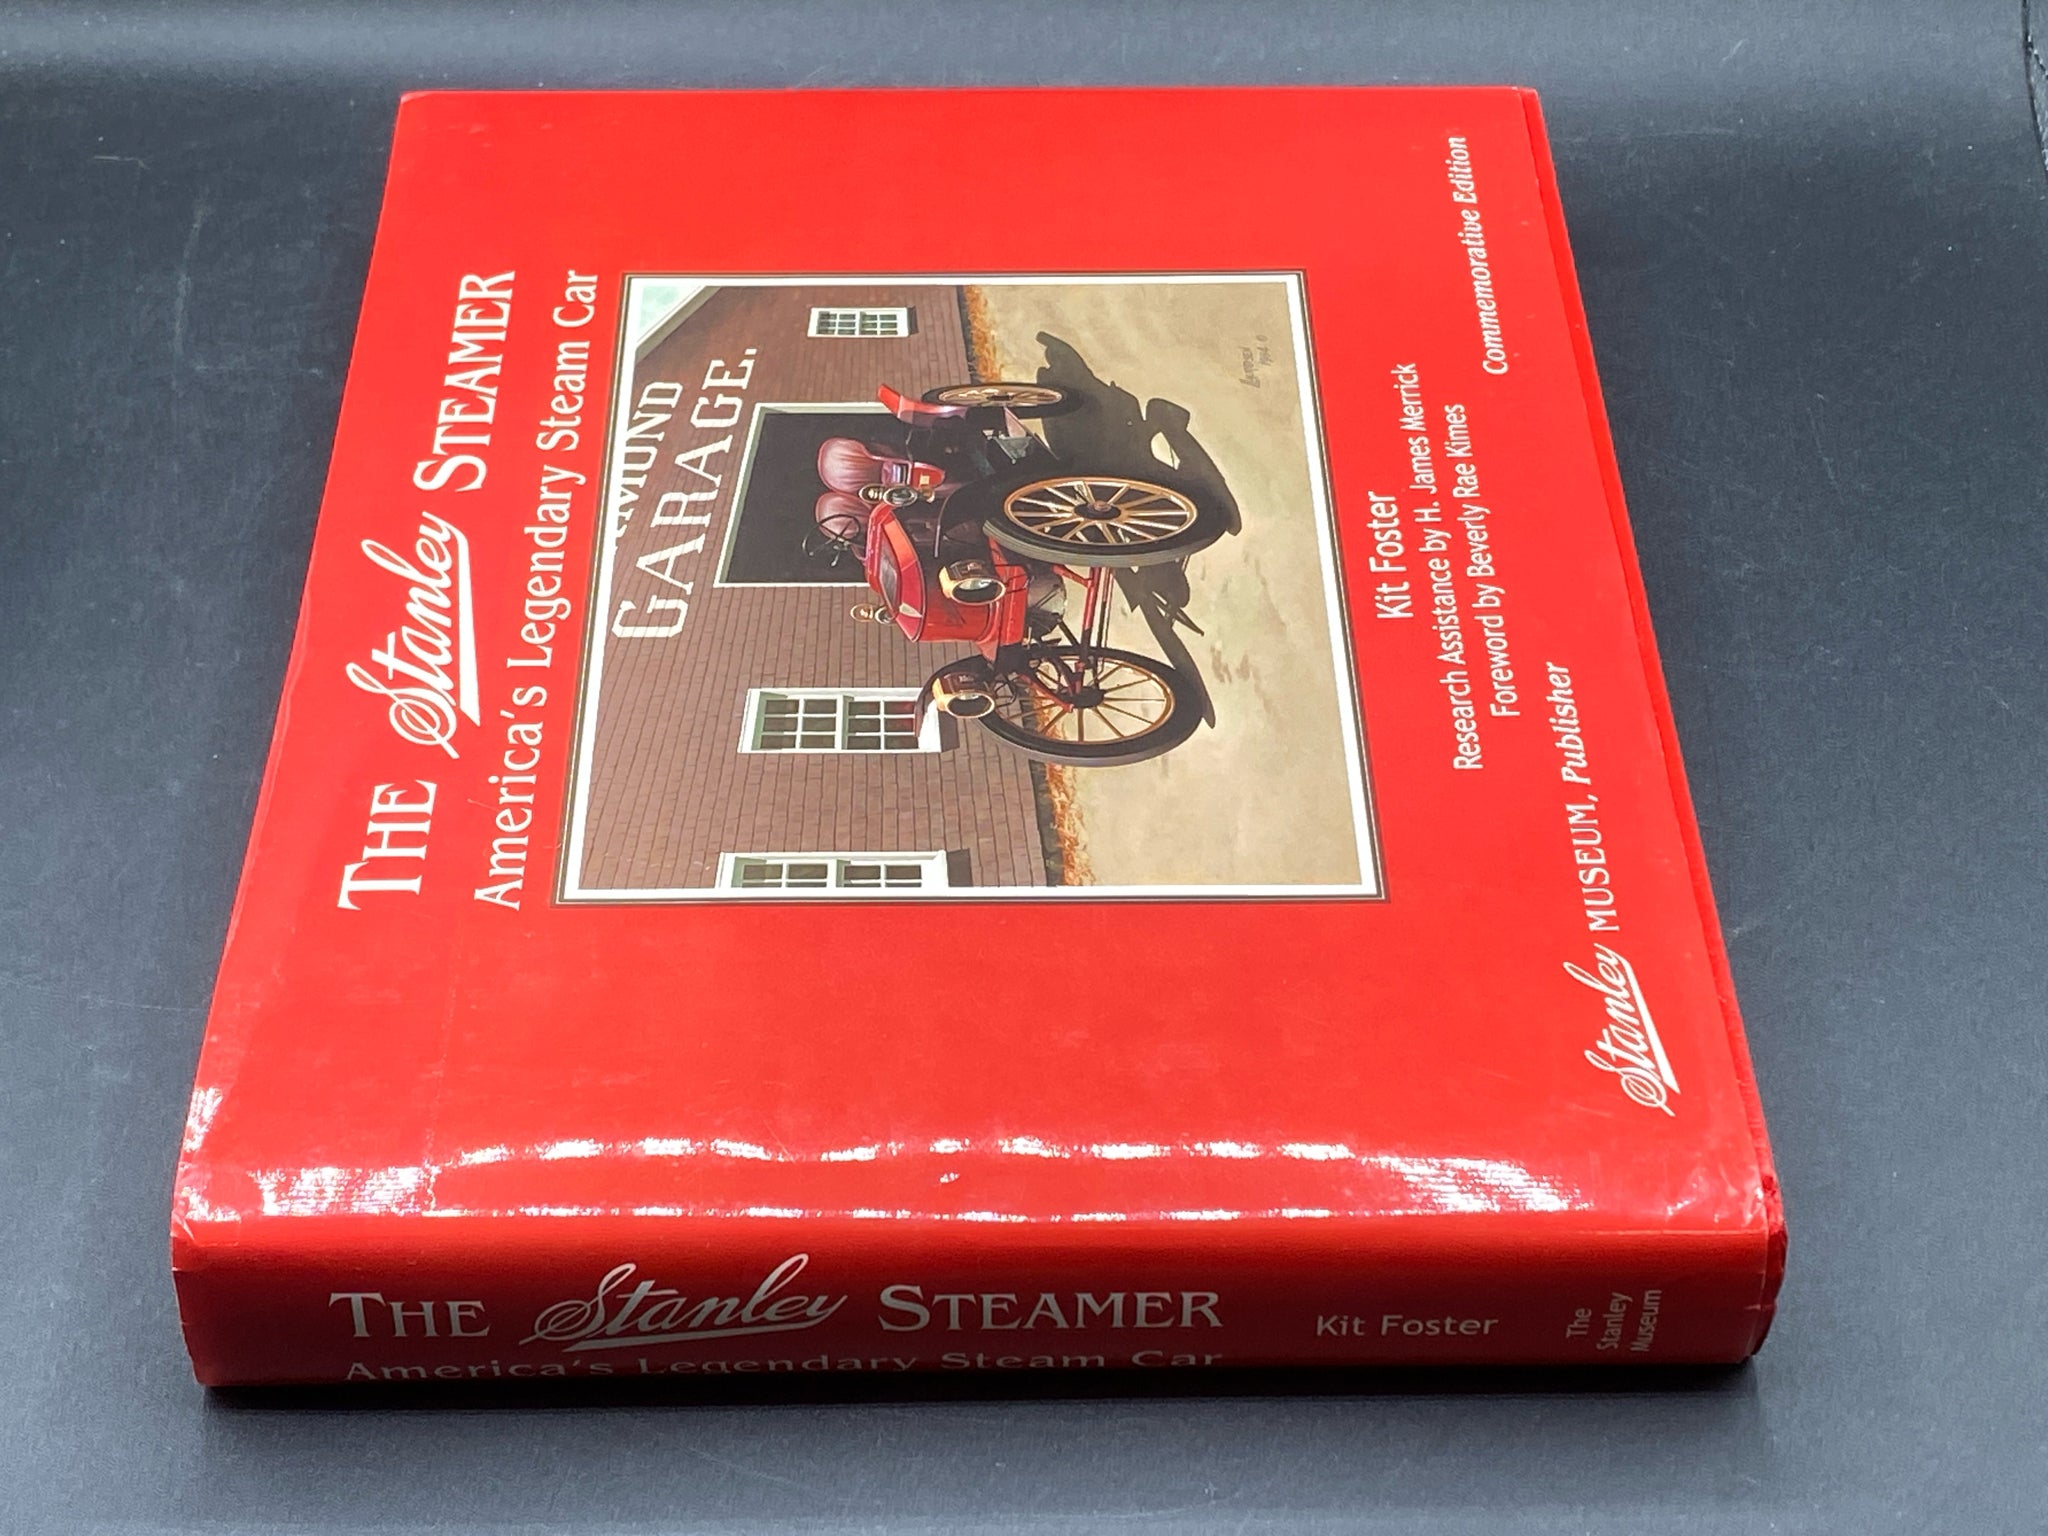 THE Stanley STEAMER
America's Legendary Steam Car
GARAGE.
Kit Foster
Research Assistance by H. James Merrick
Foreword by Beverly Rae Kimes
Commemorative Edition
Stanley MUSEUM, Publisher
THE Stanley STEAMER
America's Legendary Steam Car
Kit Foster
The
Stanley
Museum